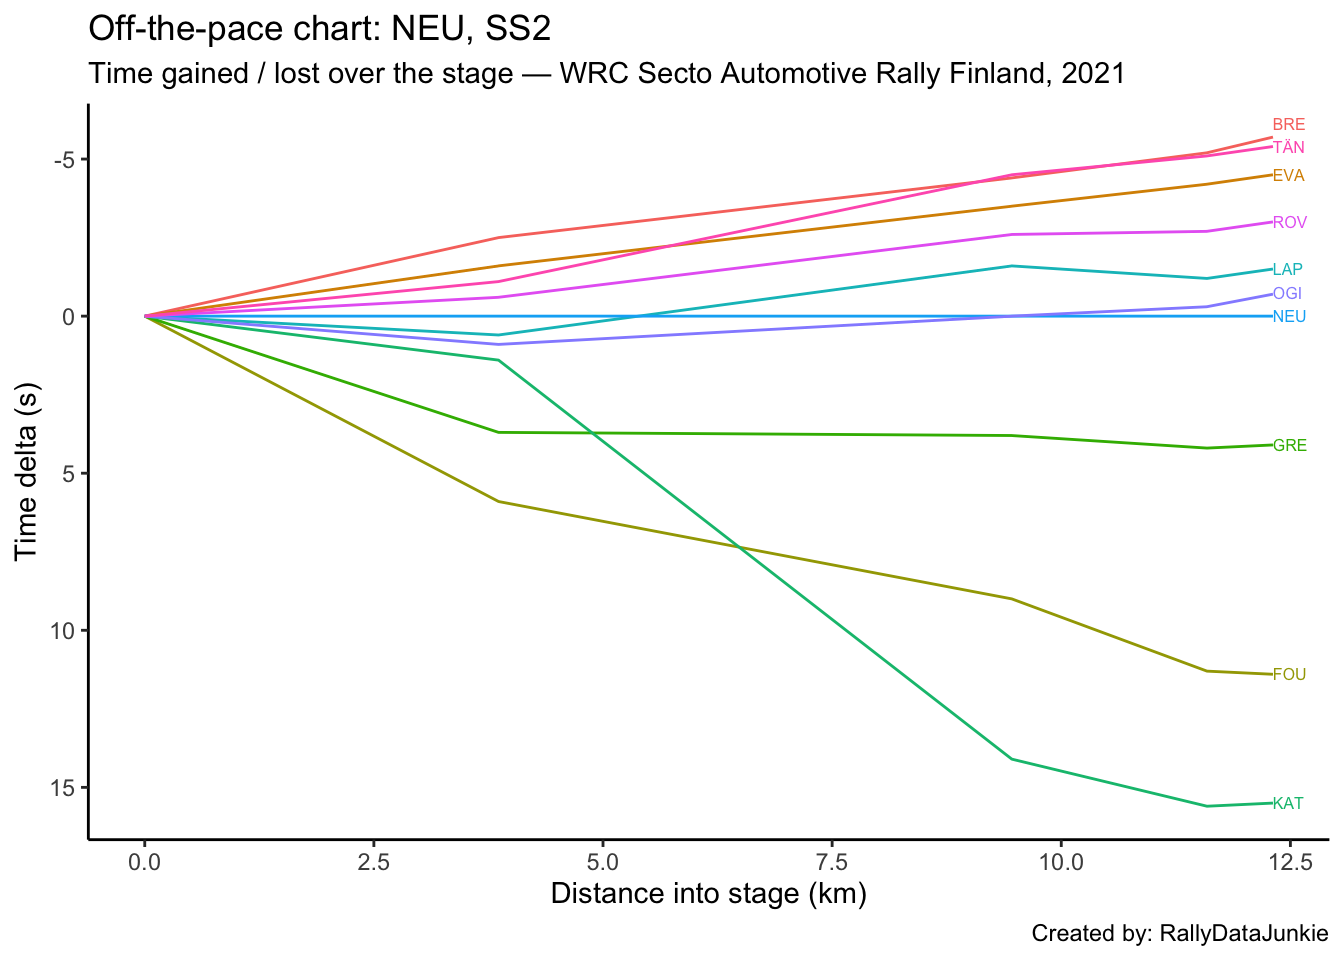 Off-the-pace chart: NEU, SS2
Time gained / lost over the stage — WRC Secto Automotive Rally Finland, 2021
Time delta (s)
-5
0
5
10
15
BRE
TÄN
EVA
ROV
LAP
OGI
NEU
GRE
FOU
KAT
0.0 2.5 5.0 7.5 10.0 12.5
Distance into stage (km)
Created by: RallyDataJunkie